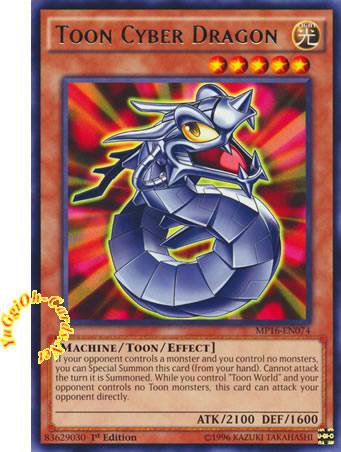 TOON CYBER DRAGON
LIGHT
光
MP16-EN074
[MACHINE/TOON/EFFECT]
If your opponent controls a monster and you control no monsters,
you can Special Summon this card (from your hand). Cannot attack
the turn it is Summoned. While you control "Toon World" and your
opponent controls no Toon monsters, this card can attack your
opponent directly.
ATK/2100 DEF/1600
83629030 1st Edition
©1996 KAZUKI TAKAHASHI